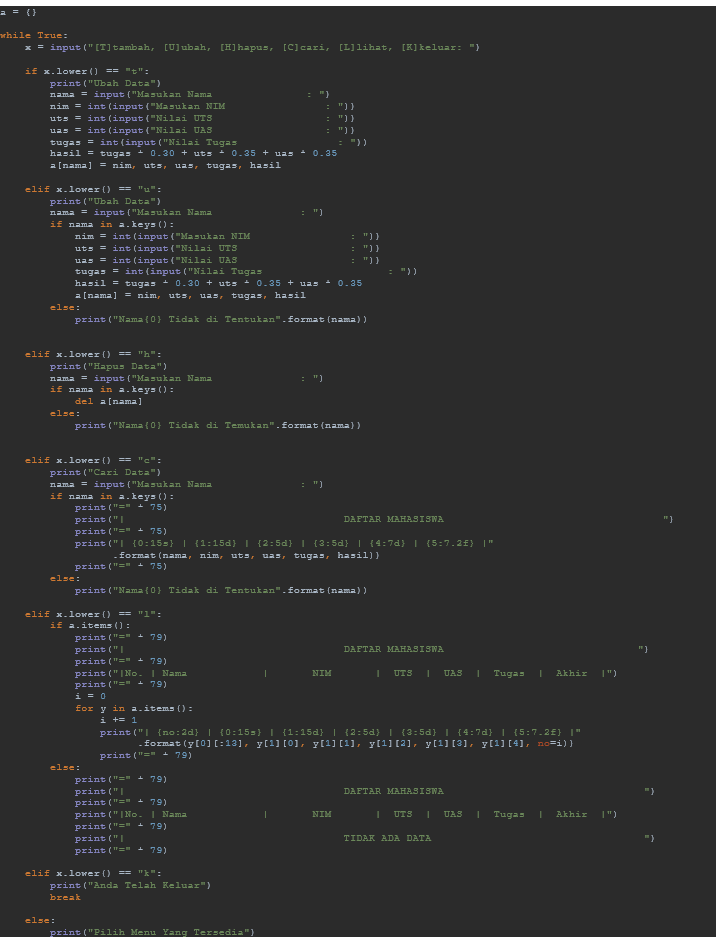 a = {}
while True:
    x = input("[T]tambah, [U]ubah, [H]hapus, [C]cari, [L]lihat, [K]keluar: ")
    if x.lower() == "t":
        print("Ubah Data")
        nama = input("Masukan Nama               : ")
        nim = int(input("Masukan NIM                : "))
        uts = int(input("Nilai UTS                  : "))
        uas = int(input("Nilai UAS                  : "))
        tugas = int(input("Nilai Tugas                : "))
        hasil = tugas * 0.30 + uts * 0.35 + uas * 0.35
        a[nama] = nim, uts, uas, tugas, hasil
    elif x.lower() == "u":
        print("Ubah Data")
        nama = input("Masukan Nama              : ")
        if nama in a.keys():
            nim = int(input("Masukan NIM                : "))
            uts = int(input("Nilai UTS                  : "))
            uas = int(input("Nilai UAS                  : "))
            tugas = int(input("Nilai Tugas                    : "))
            hasil = tugas * 0.30 + uts * 0.35 + uas * 0.35
            a[nama] = nim, uts, uas, tugas, hasil
        else:
            print("Nama{0} Tidak di Tentukan".format(nama))
    elif x.lower() == "h":
        print("Hapus Data")
        nama = input("Masukan Nama              : ")
        if nama in a.keys():
            del a[nama]
        else:
            print("Nama{0} Tidak di Temukan".format(nama))
    elif x.lower() == "c":
        print("Cari Data")
        nama = input("Masukan Nama              : ")
        if nama in a.keys():
            print("=" * 75)
            print("|                                   DAFTAR MAHASISWA                                   ")
            print("=" * 75)
            print("| {0:15s} | {1:15d} | {2:5d} | {3:5d} | {4:7d} | {5:7.2f} |"
                  .format(nama, nim, uts, uas, tugas, hasil))
            print("=" * 75)
        else:
            print("Nama{0} Tidak di Tentukan".format(nama))
    elif x.lower() == "l":
        if a.items():
            print("=" * 79)
            print("|                                   DAFTAR MAHASISWA                               ")
            print("=" * 79)
            print("|No. | Nama            |       NIM       |  UTS  |  UAS  |  Tugas  |  Akhir  |")
            print("=" * 79)
            i = 0
            for y in a.items():
                i += 1
                print("| {no:2d} | {0:15s} | {1:15d} | {2:5d} | {3:5d} | {4:7d} | {5:7.2f} |"
                      .format(y[0][:13], y[1][0], y[1][1], y[1][2], y[1][3], y[1][4], no=i))
                print("=" * 79)
        else:
            print("=" * 79)
            print("|                                   DAFTAR MAHASISWA                                ")
            print("=" * 79)
            print("|No. | Nama            |       NIM       |  UTS  |  UAS  |  Tugas  |  Akhir  |")
            print("=" * 79)
            print("|                                   TIDAK ADA DATA                                  ")
            print("=" * 79)
    elif x.lower() == "k":
        print("Anda Telah Keluar")
        break
    else:
        print("Pilih Menu Yang Tersedia")